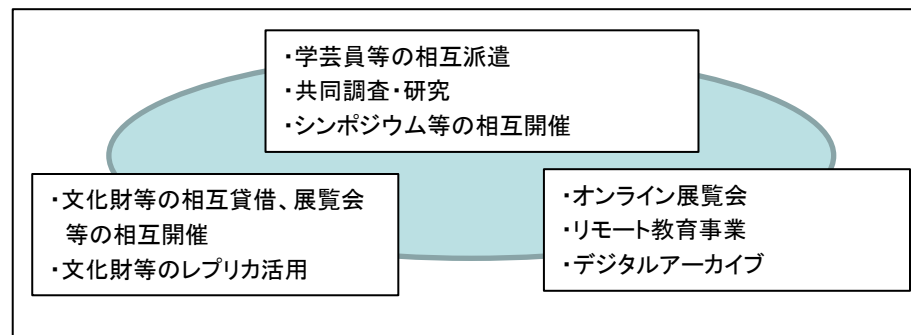 ・学芸員等の相互派遣
・共同調査・研究
・シンポジウム等の相互開催
・文化財等の相互貸借、展覧会
等の相互開催
・文化財等のレプリカ活用
・オンライン展覧会
・リモート教育事業
・デジタルアーカイブ